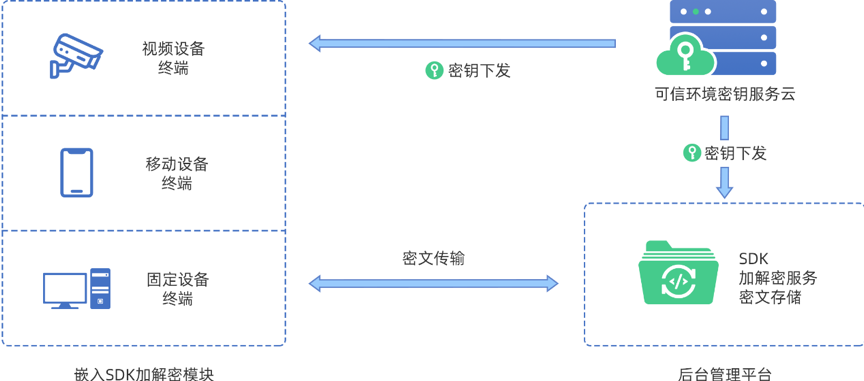 视频设备
终端
密钥下发
可信环境密钥服务云
移动设备
终端
密钥下发
固定设备
终端
密文传输
SDK
加解密服务
密文存储
嵌入SDK加解密模块
后台管理平台